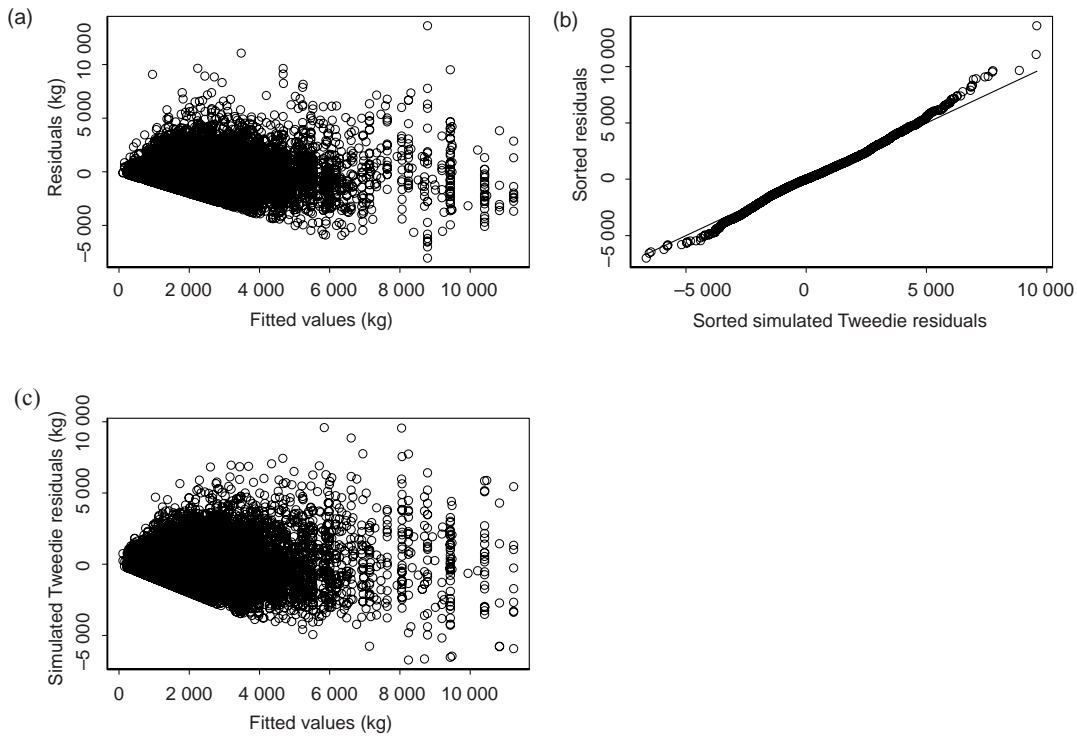 (a)
Residuals (kg)
10 000
5 000
0
–5 000
0 2 000 4 000 6 000 8 000 10 000
Fitted values (kg)
(b)
Sorted residuals
10 000
5 000
0
–5 000
–5 000 0 5 000 10 000
Sorted simulated Tweedie residuals
(c)
Simulated Tweedie residuals (kg)
10 000
5 000
0
–5 000
0 2 000 4 000 6 000 8 000 10 000
Fitted values (kg)